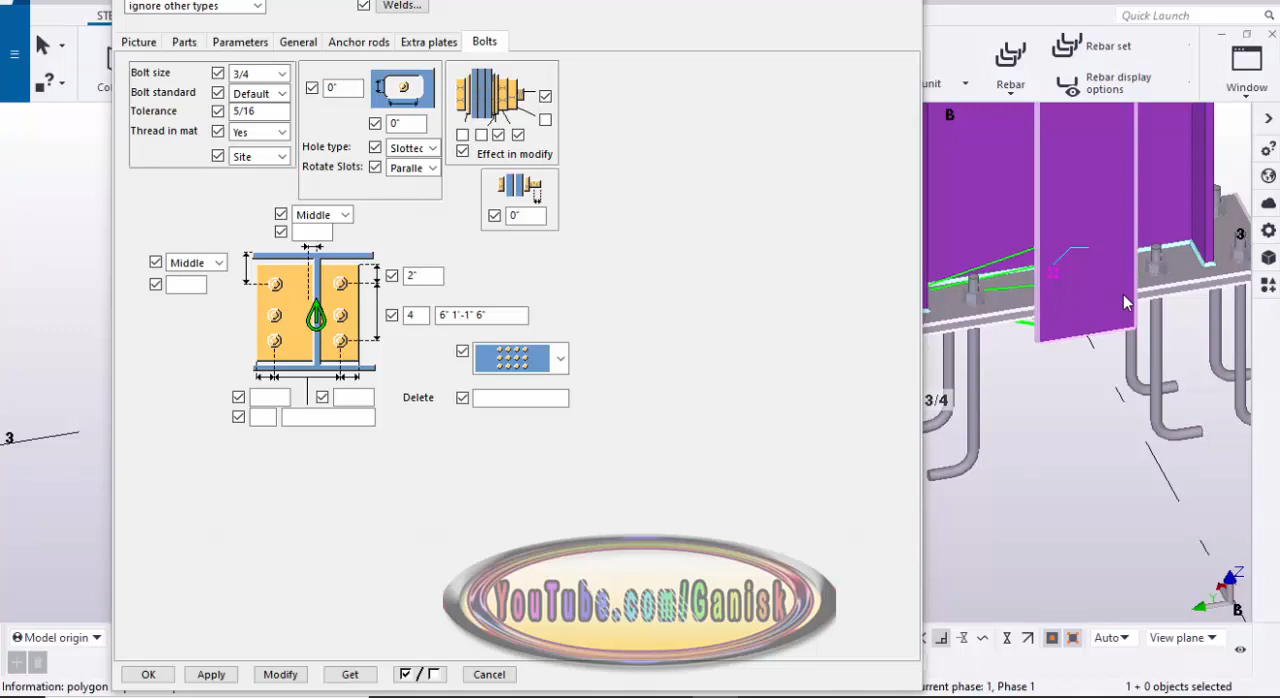 ignore other types
Welds...
STE
Quick Launch
Picture Parts Parameters General Anchor rods Extra plates Bolts
Bolt size 3/4
Bolt standard Default
Tolerance 5/16
Thread in mat Yes
Site
0"
0"
Hole type: Slottec
Rotate Slots: Paralle
Effect in modify
0"
Middle
Middle
2"
4 6" 1'-1" 6"
Delete
OK Apply Modify Get Cancel
YouTube.com/Ganisk
Co
unit
Rebar
Rebar set
Rebar display
options
Window
B
3
3/4
3
Z
Y
B
Model origin
Auto
View plane
Information: polygon
urrent phase: 1, Phase 1
1 + 0 objects selected